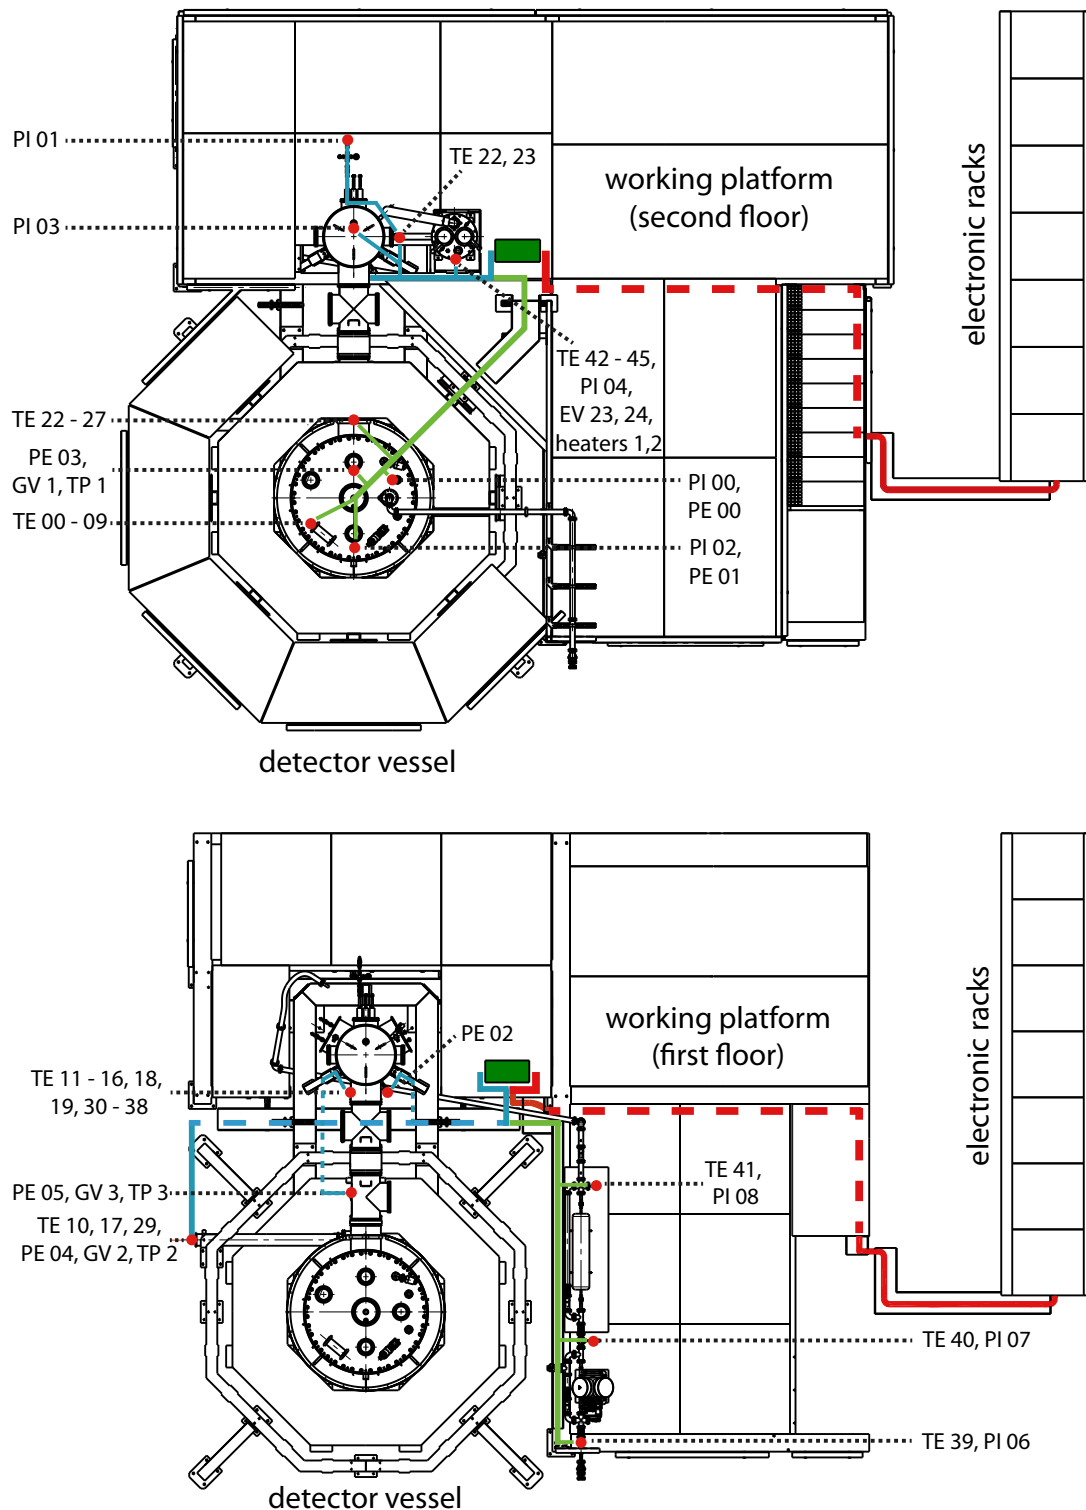 PI 01
TE 22, 23
working platform
(second floor)
electronic racks
PI 03
TE 42 - 45,
PI 04,
EV 23, 24,
heaters 1,2
TE 22 - 27
PE 03,
GV 1, TP 1
TE 00 - 09
PI 00,
PE 00
PI 02,
PE 01
detector vessel
PE 02
working platform
(first floor)
electronic racks
TE 11 - 16, 18,
19, 30 - 38
TE 41,
PI 08
PE 05, GV 3, TP 3
TE 10, 17, 29,
PE 04, GV 2, TP 2
TE 40, PI 07
TE 39, PI 06
detector vessel